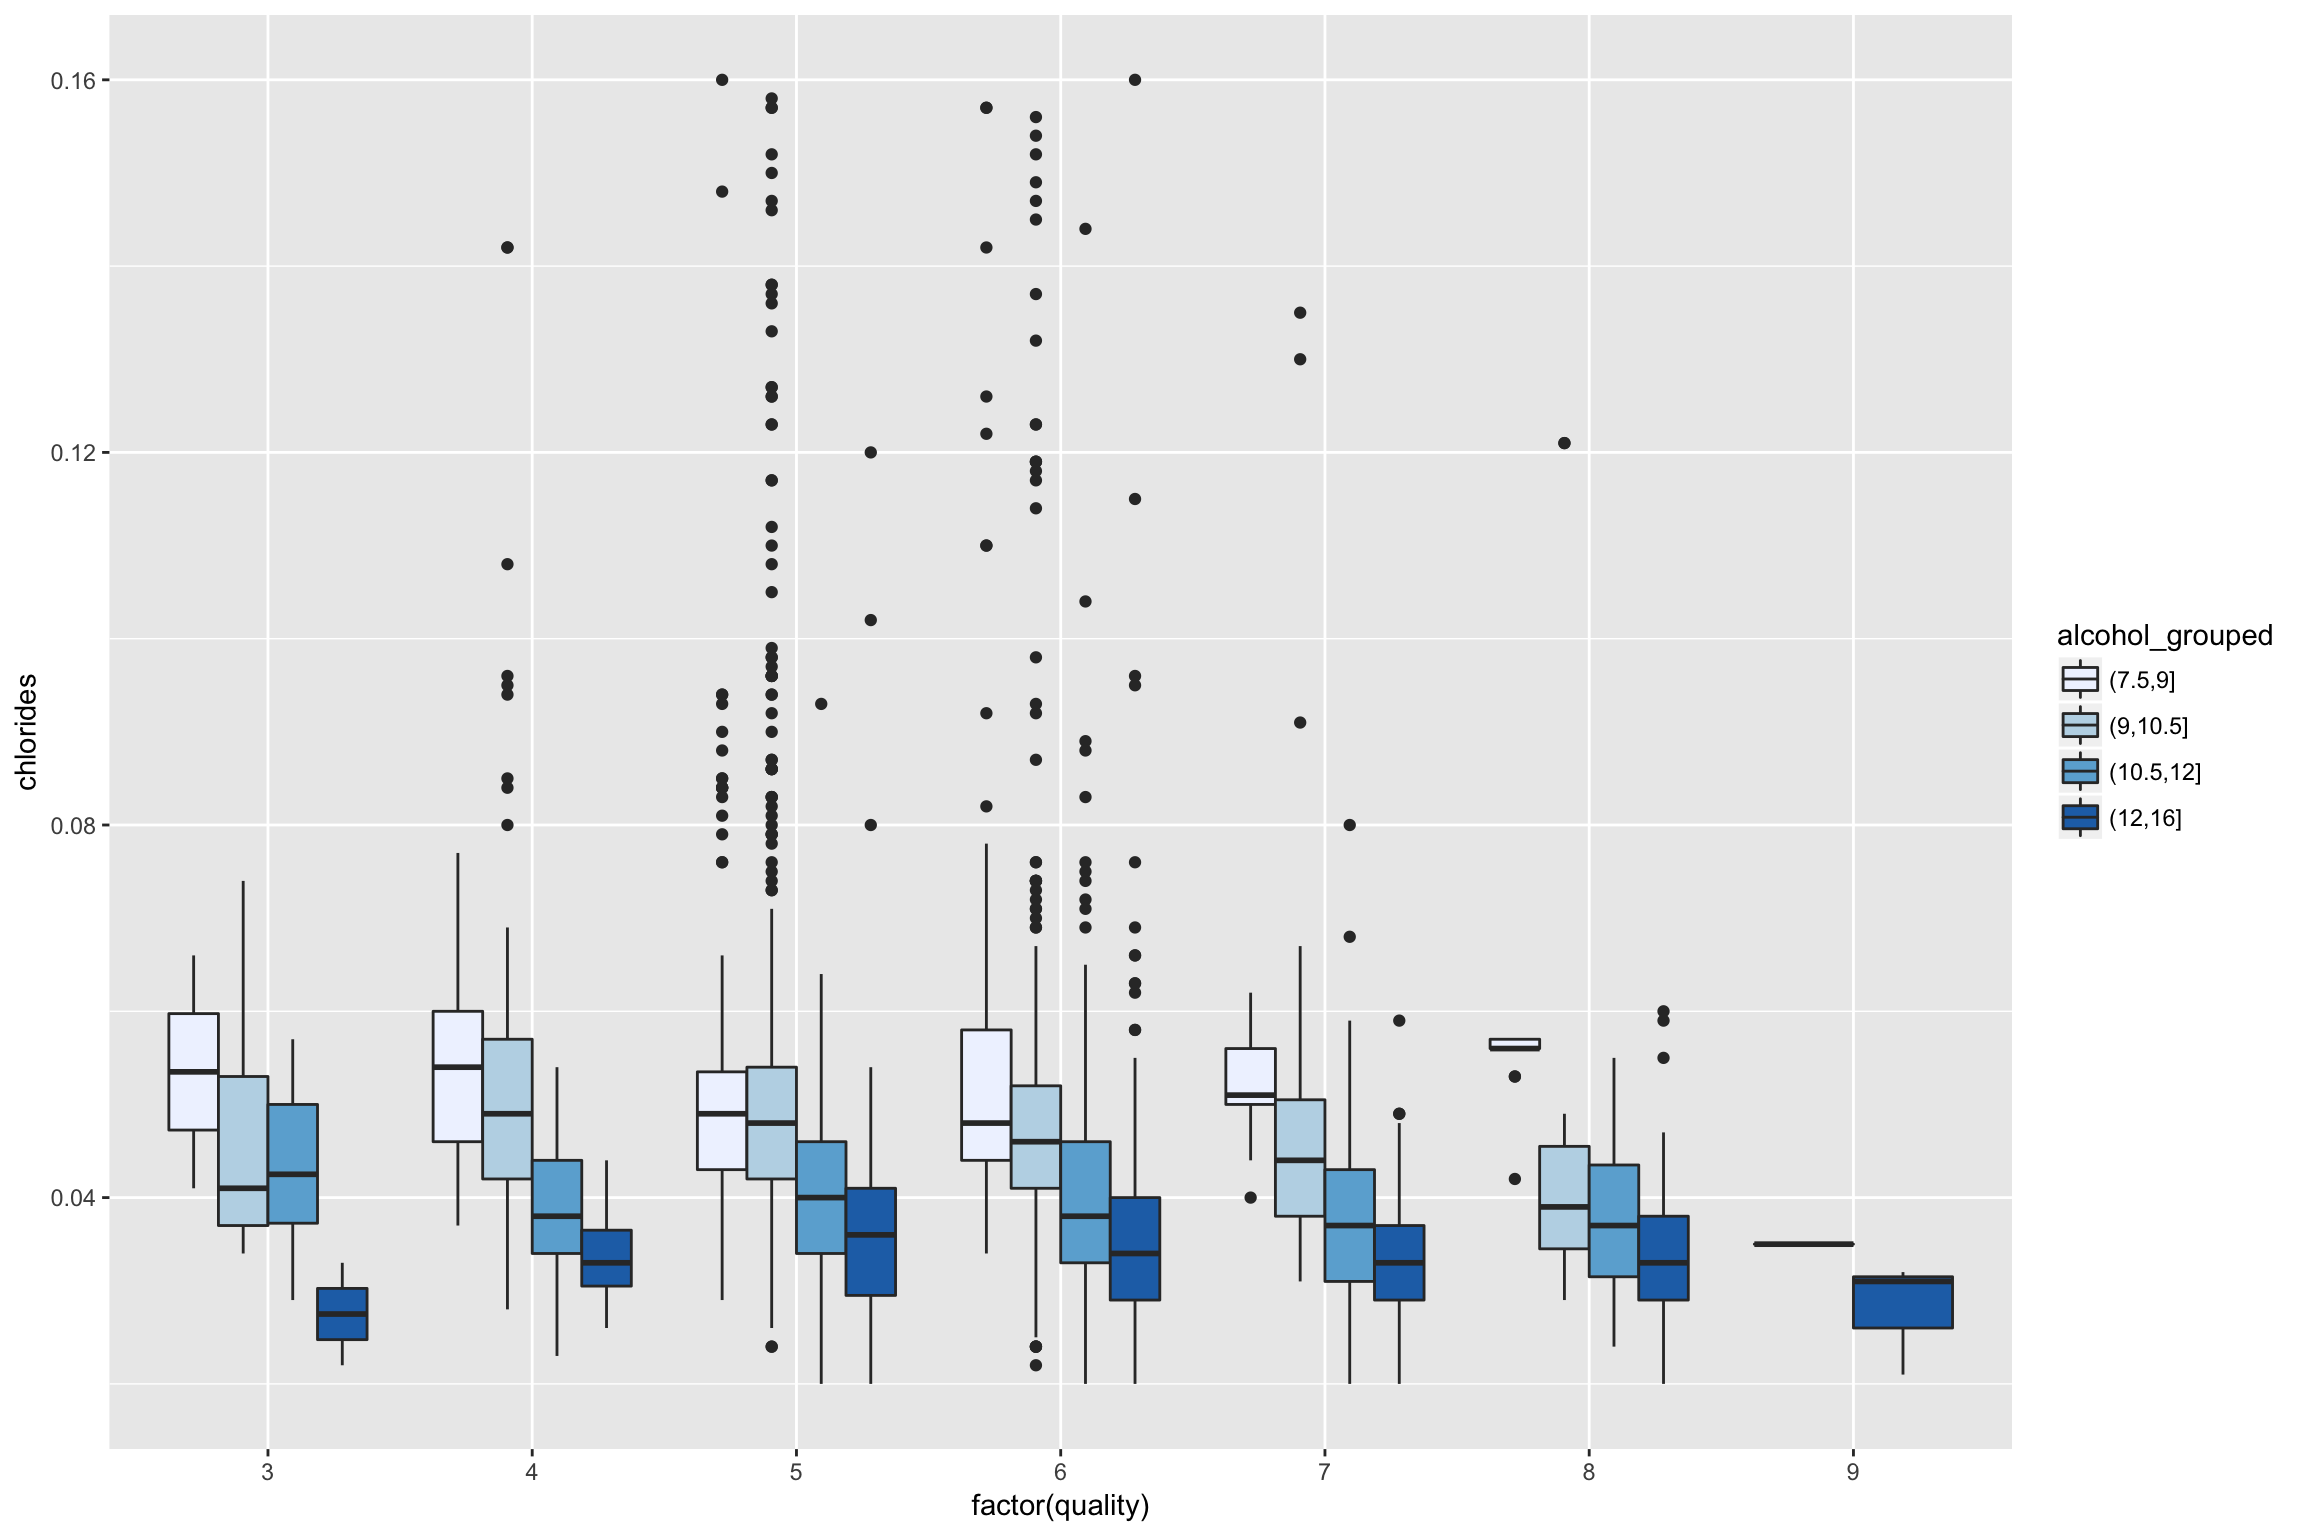 0.16
0.12
0.08
0.04
chlorides
3 4 5 6 7 8 9
factor(quality)
alcohol_grouped
(7.5,9]
(9,10.5]
(10.5,12]
(12,16]